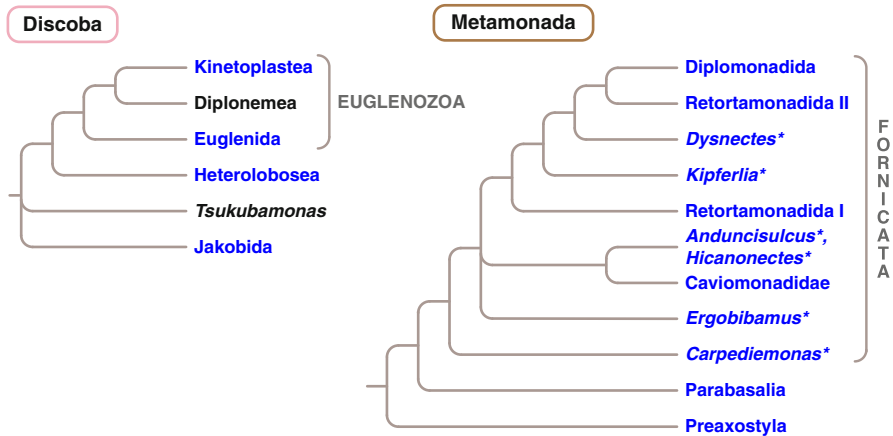 Discoba
Kinetoplastea
Diplonemea
EUGLENOZOA
Euglenida
Heterolobosea
Tsukubamonas
Jakobida
Metamonada
Diplomonadida
Retortamonadida II
Dysnectes*
Kipferlia*
Retortamonadida I
Anduncisulcus*,
Hicanonectes*
Caviomonadidae
Ergobibamus*
Carpediemonas*
FORNICATA
Parabasalia
Preaxostyla